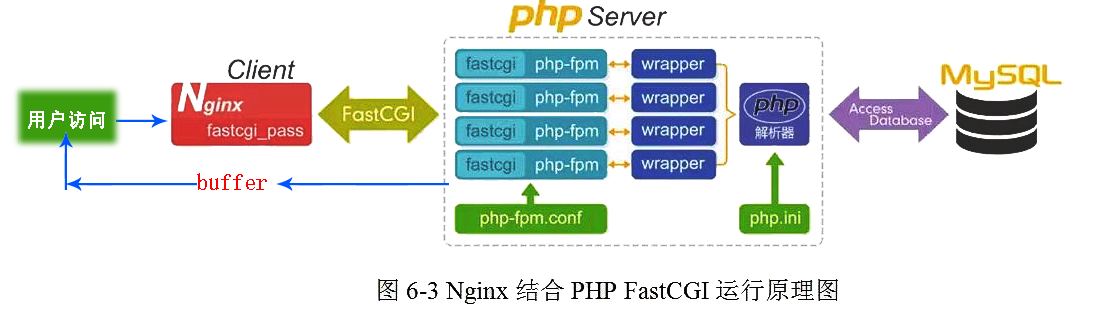 php Server
Client
fastcgi php-fpm wrapper
fastcgi php-fpm wrapper
fastcgi php-fpm wrapper
fastcgi php-fpm wrapper
用户访问
Nginx
fastcgi_pass
FastCGI
php
解析器
Access
Database
MySQL
buffer
php-fpm.conf
php.ini
图 6-3 Nginx 结合 PHP FastCGI 运行原理图